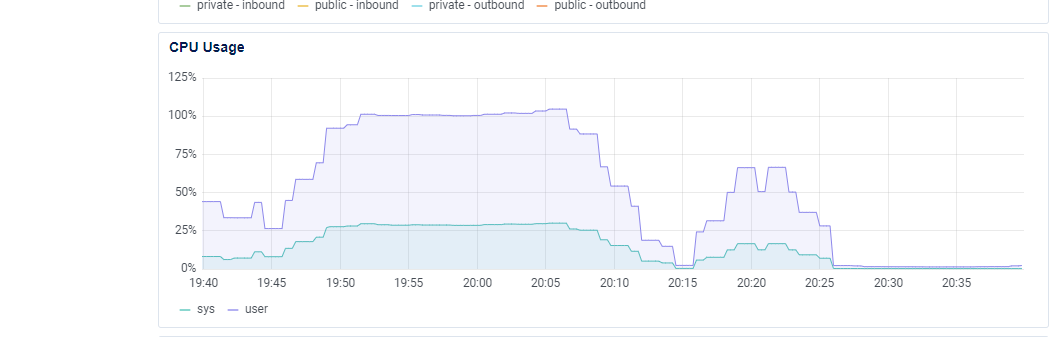 private - inbound public - inbound private - outbound public - outbound
CPU Usage
125%
100%
75%
50%
25%
0%
19:40 19:45 19:50 19:55 20:00 20:05 20:10 20:15 20:20 20:25 20:30 20:35
sys user